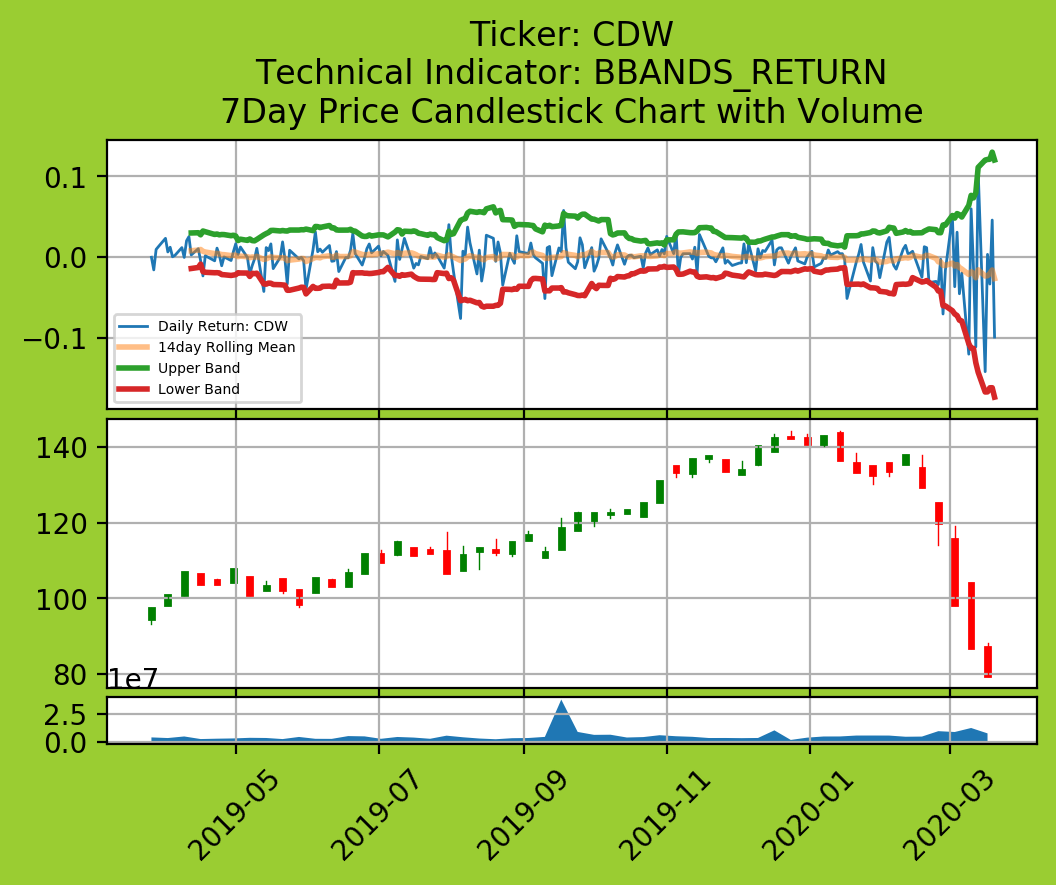 Ticker: CDW
Technical Indicator: BBANDS_RETURN
7Day Price Candlestick Chart with Volume
0.1
0.0
−0.1
Daily Return: CDW
14day Rolling Mean
Upper Band
Lower Band
140
120
100
80
1e7
2.5
0.0
2019-05
2019-07
2019-09
2019-11
2020-01
2020-03